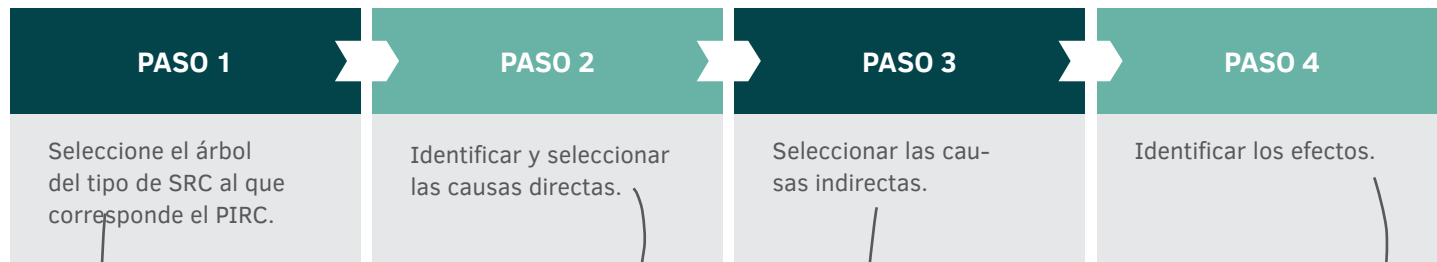 PASO 1
Seleccione el árbol
del tipo de SRC al que
corresponde el PIRC.
PASO 2
Identificar y seleccionar
las causas directas.
PASO 3
Seleccionar las cau-
sas indirectas.
PASO 4
Identificar los efectos.